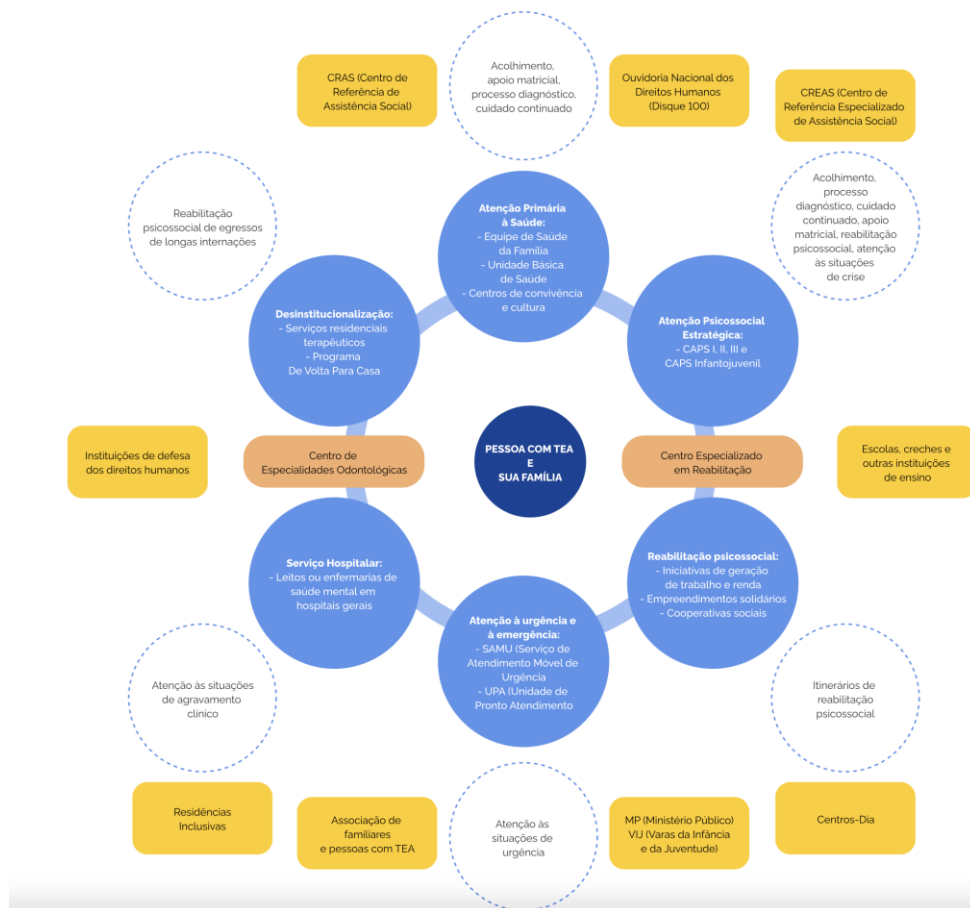 CRAS (Centro de
Referência de
Assistência Social)
Acolhimento,
apoio matricial,
processo diagnóstico,
cuidado continuado
Ouvidoria Nacional dos
Direitos Humanos
(Disque 100)
CREAS (Centro de
Referência Especializado
de Assistência Social)
Reabilitação
psicossocial de egressos
de longas internações
Atenção Primária
à Saúde:
- Equipe de Saúde
da Família
- Unidade Básica
de Saúde
- Centros de convivência
e cultura
Acolhimento,
processo
diagnóstico, cuidado
continuado, apoio
matricial, reabilitação
psicossocial, atenção
às situações
de crise
Desinstitucionalização:
- Serviços residenciais
terapêuticos
- Programa
De Volta Para Casa
Atenção Psicossocial
Estratégica:
- CAPS I, II, III e
CAPS Infantojuvenil
Instituições de defesa
dos direitos humanos
Centro de
Especialidades Odontológicas
PESSOA COM TEA
E
SUA FAMÍLIA
Centro Especializado
em Reabilitação
Escolas, creches e
outras instituições
de ensino
Serviço Hospitalar:
- Leitos ou enfermarias de
saúde mental em
hospitais gerais
Atenção à urgência e
à emergência:
- SAMU (Serviço de
Atendimento Móvel de
Urgência
- UPA (Unidade de
Pronto Atendimento
Reabilitação psicossocial:
- Iniciativas de geração
de trabalho e renda
- Empreendimentos solidários
- Cooperativas sociais
Atenção às situações
de agravamento
clínico
Itinerários de
reabilitação
psicossocial
Residências
Inclusivas
Associação de
familiares
e pessoas com TEA
Atenção às
situações de
urgência
MP (Ministério Público)
VIJ (Varas da Infância
e da Juventude)
Centros-Dia